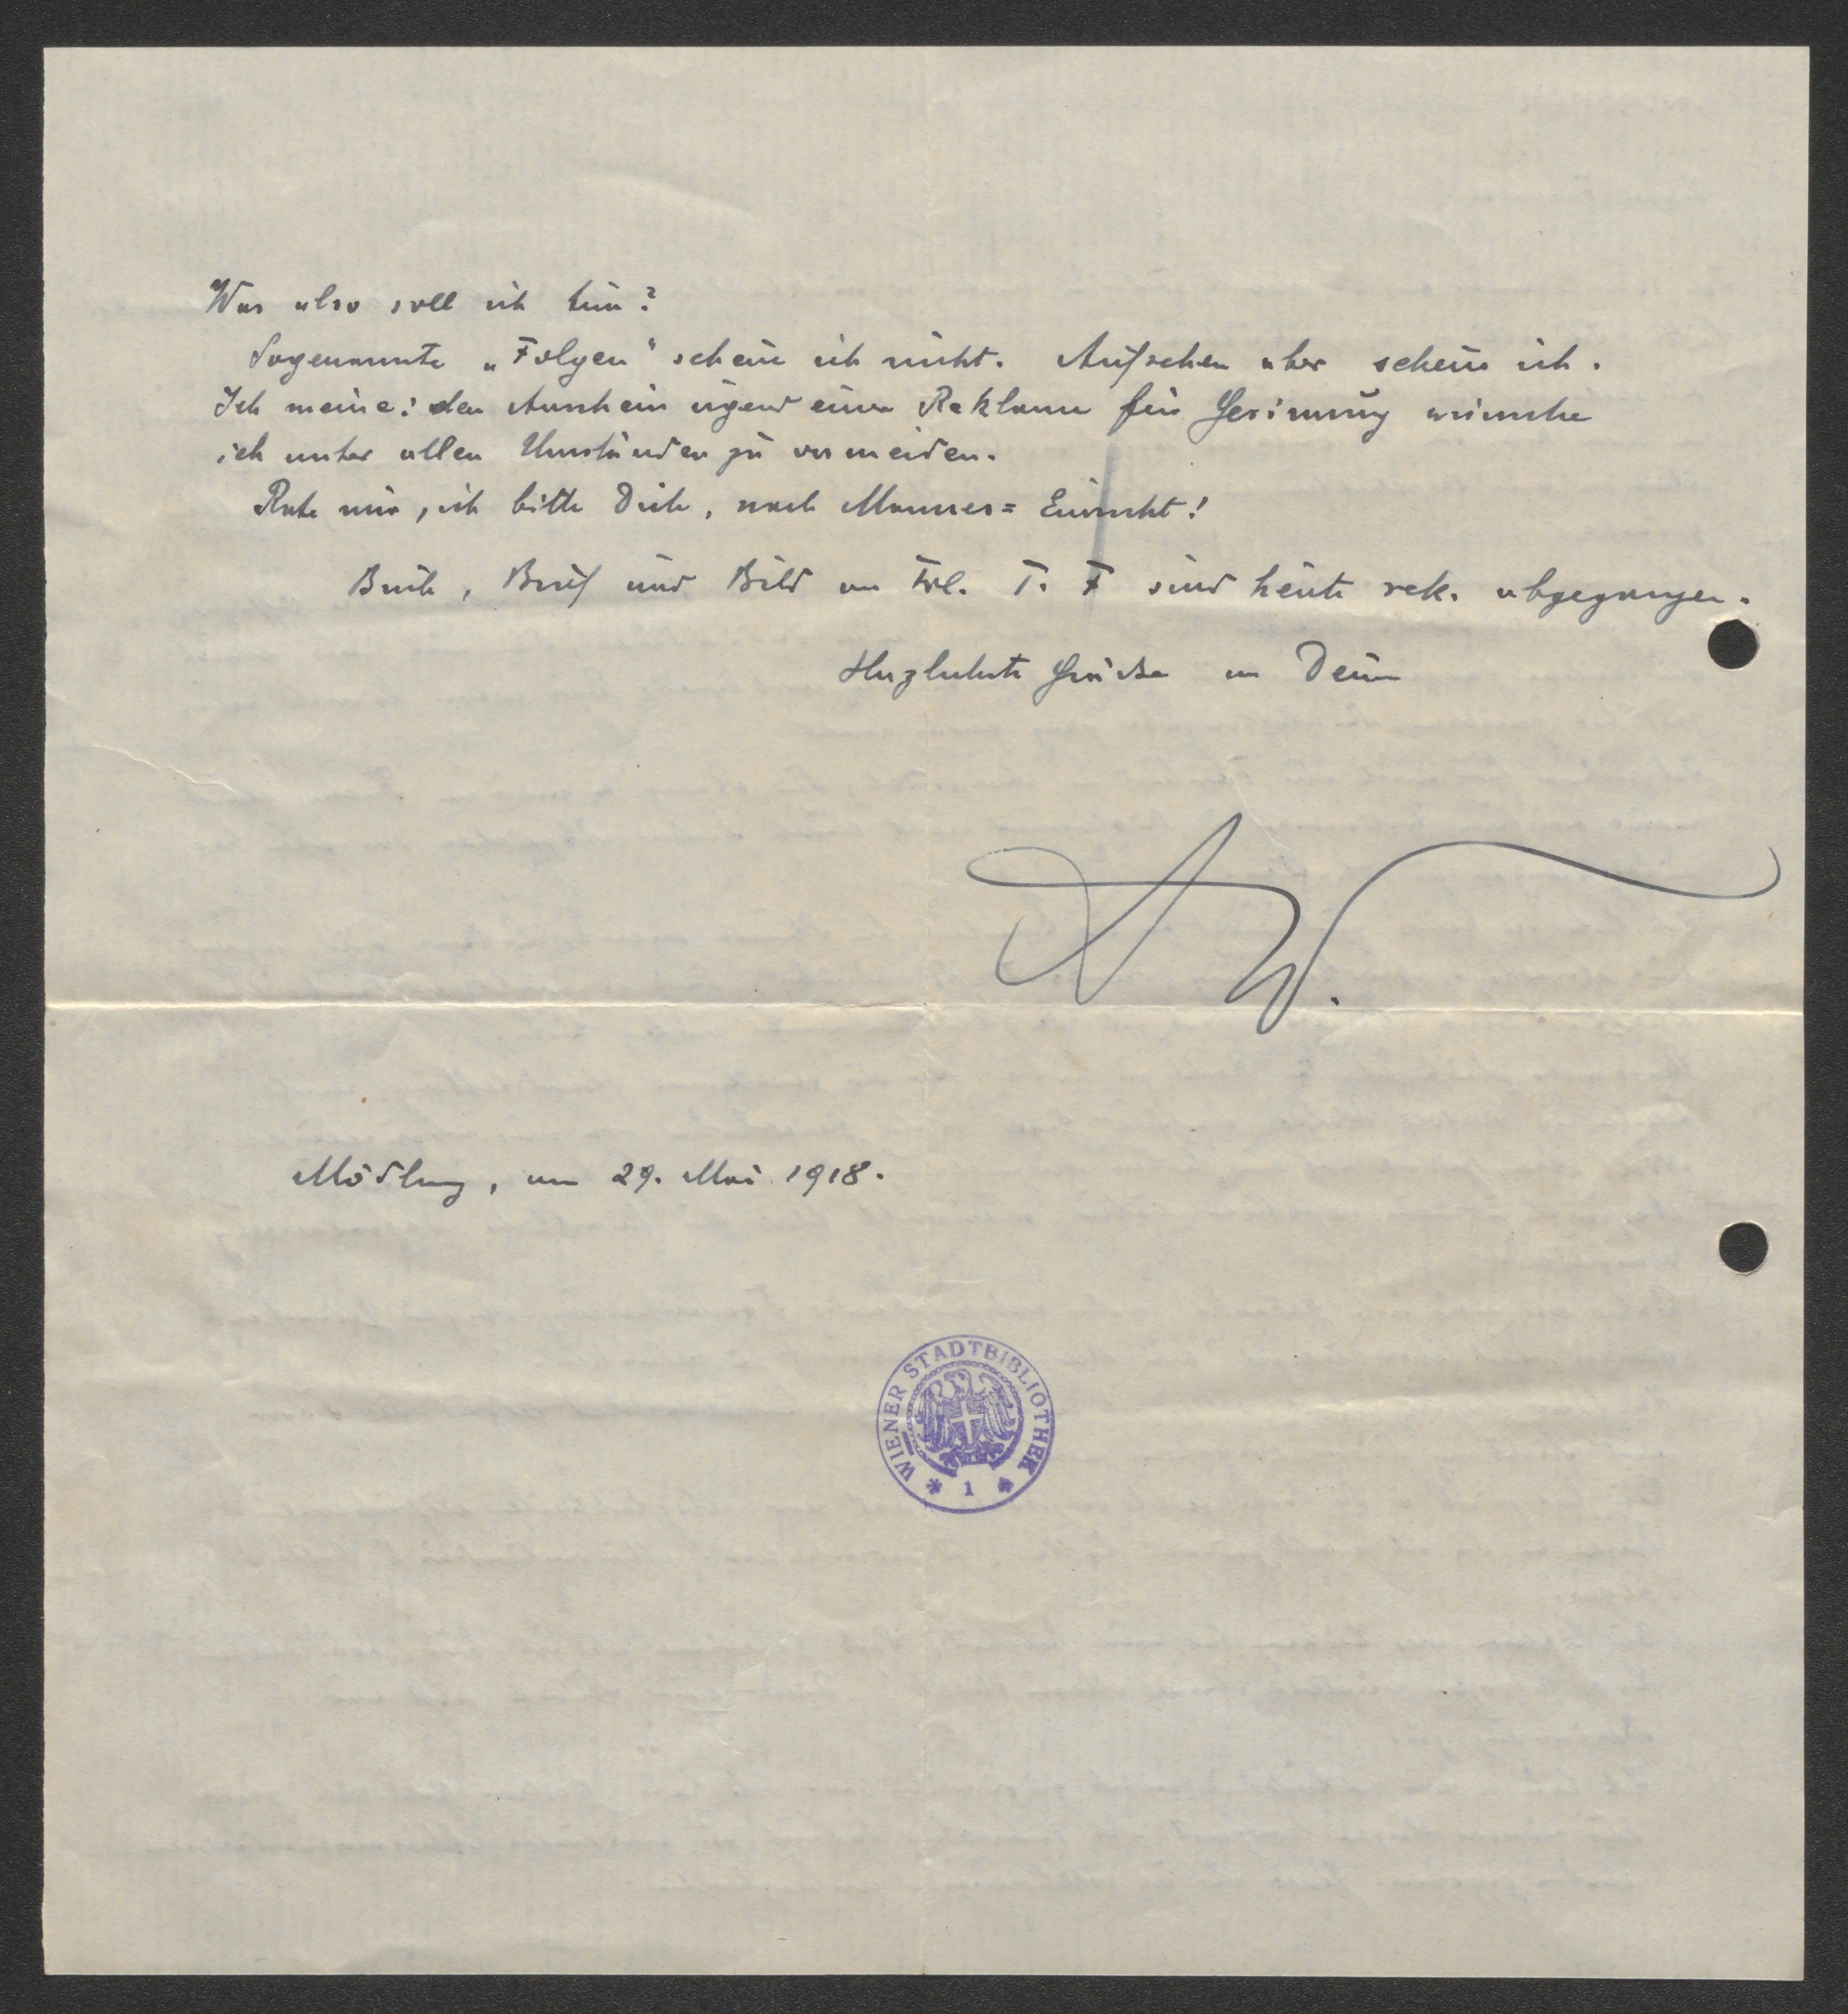 Was also soll ich tun?
Sogenannte „Folgen“ scheue ich nicht. Aufsehen aber scheue ich.
Ich meine: den Anschein irgend einer Reklame für Gesinnung wünsche
ich unter allen Umständen zu vermeiden.
Rate mir, ich bitte Dich, nach Mannes= Einsicht!
Buch, Brief und Bild an Frl. T. F sind heute rek. abgegangen.
Herzlichste Grüsse von Deinem
AW.
Mödling, am 29. Mai 1918.
WIENER STADTBIBLIOTHEK
* 1 *